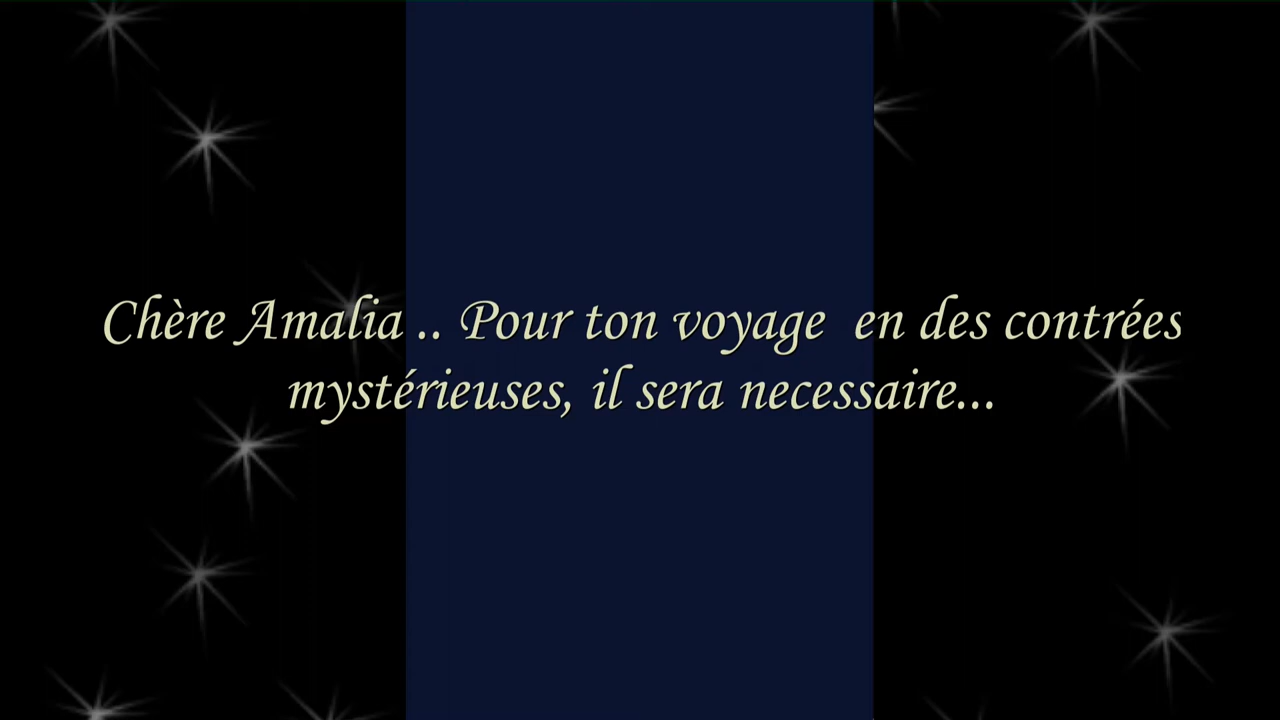 Chère Amalia .. Pour ton voyage  en des contrées
mystérieuses, il sera necessaire...